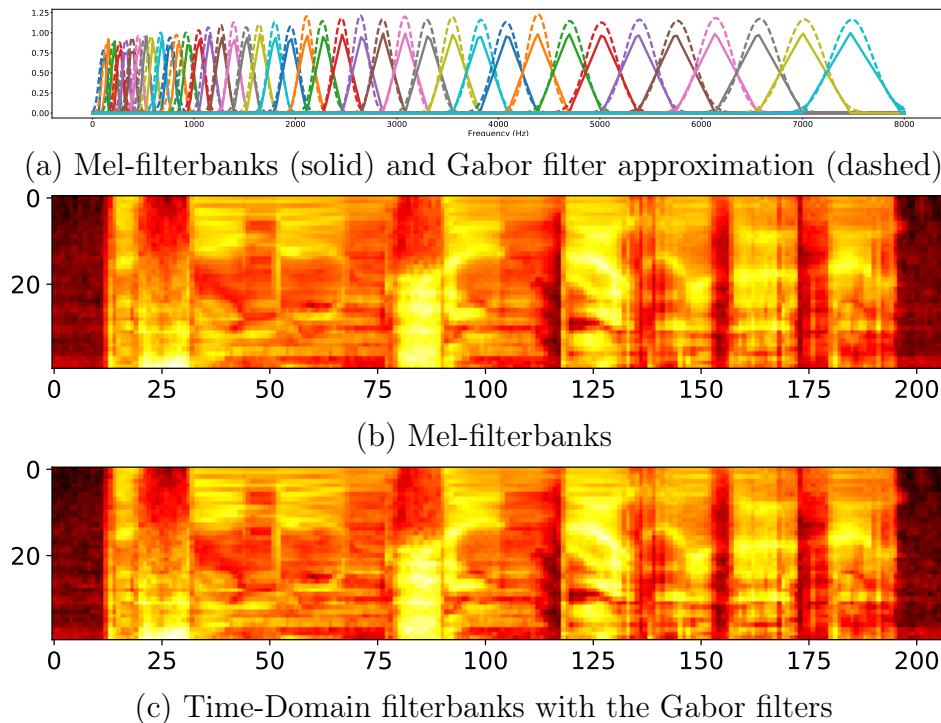 1.25
1.00
0.75
0.50
0.25
0.00
0 1000 2000 3000 4000 5000 6000 7000 8000
Frequency (Hz)
(a) Mel-filterbanks (solid) and Gabor filter approximation (dashed)
0
20
0 25 50 75 100 125 150 175 200
(b) Mel-filterbanks
0
20
0 25 50 75 100 125 150 175 200
(c) Time-Domain filterbanks with the Gabor filters